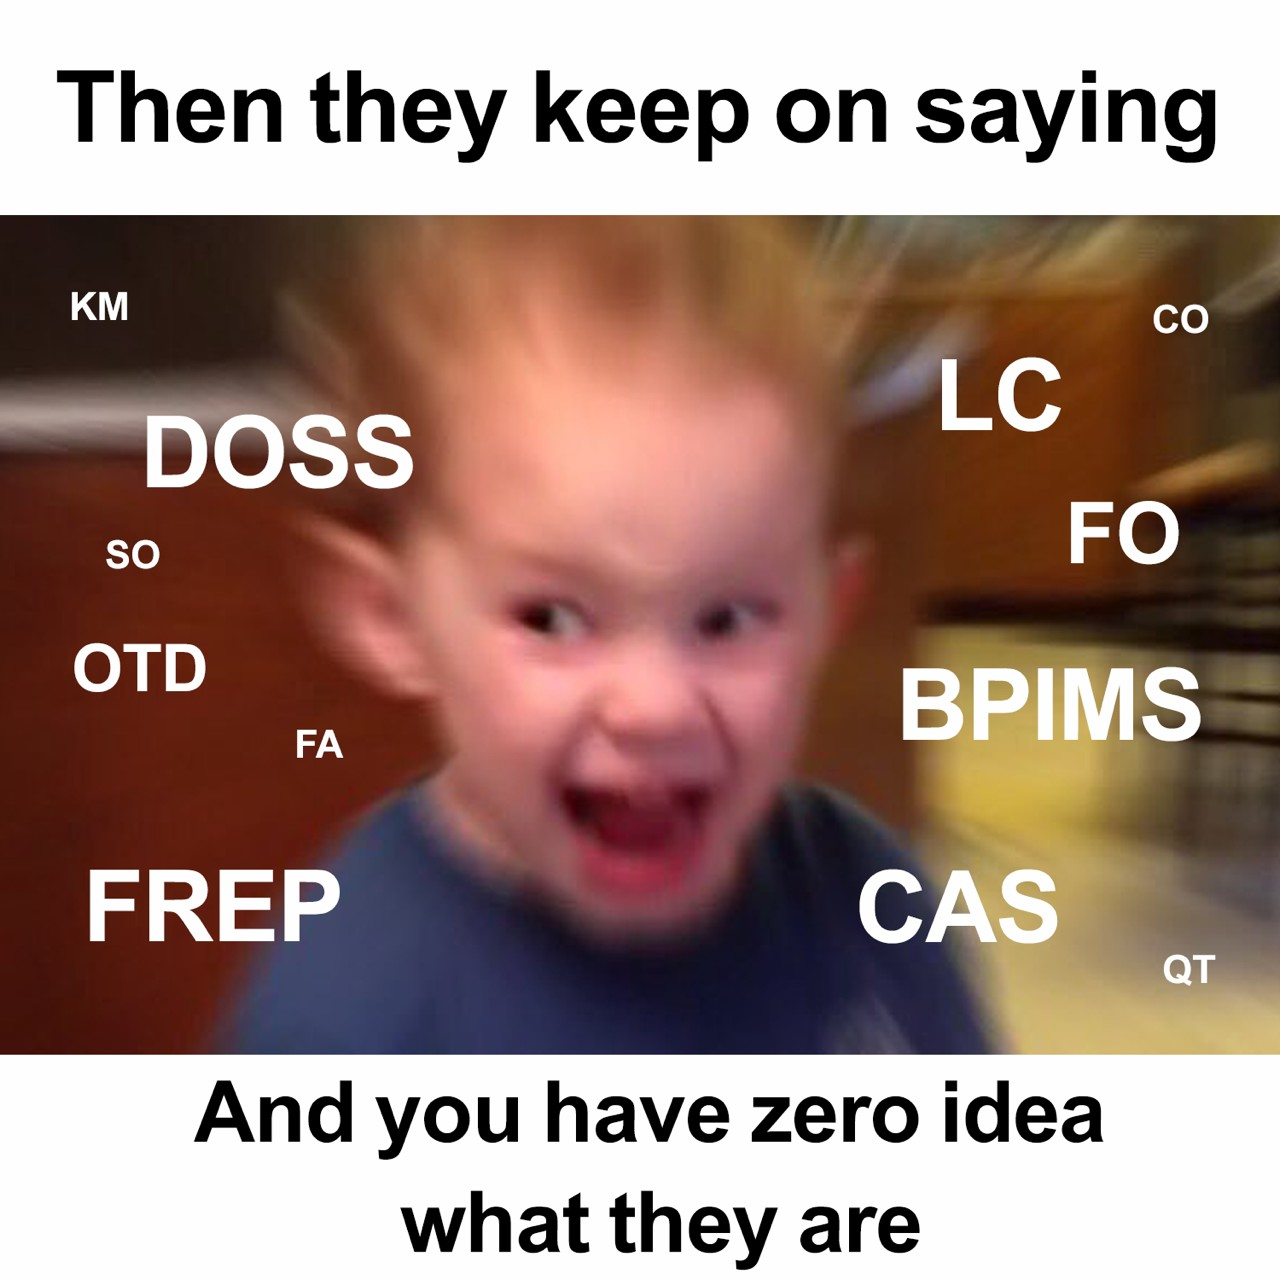 Then they keep on saying
KM
CO
LC
DOSS
FO
SO
OTD
BPIMS
FA
FREP
CAS
QT
And you have zero idea
what they are